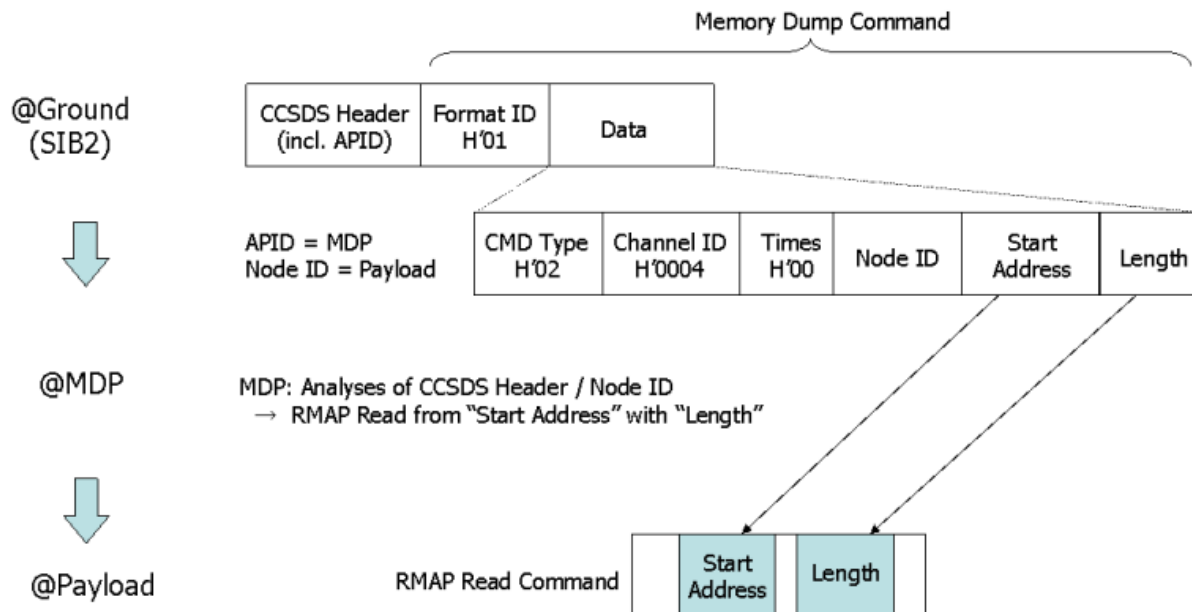 Memory Dump Command
@Ground
(SIB2)
CCSDS Header
(incl. APID)
Format ID
H'01
Data
APID = MDP
Node ID = Payload
CMD Type
H'02
Channel ID
H'0004
Times
H'00
Node ID
Start
Address
Length
@MDP
MDP: Analyses of CCSDS Header / Node ID
→ RMAP Read from “Start Address” with “Length”
@Payload
RMAP Read Command
Start
Address
Length